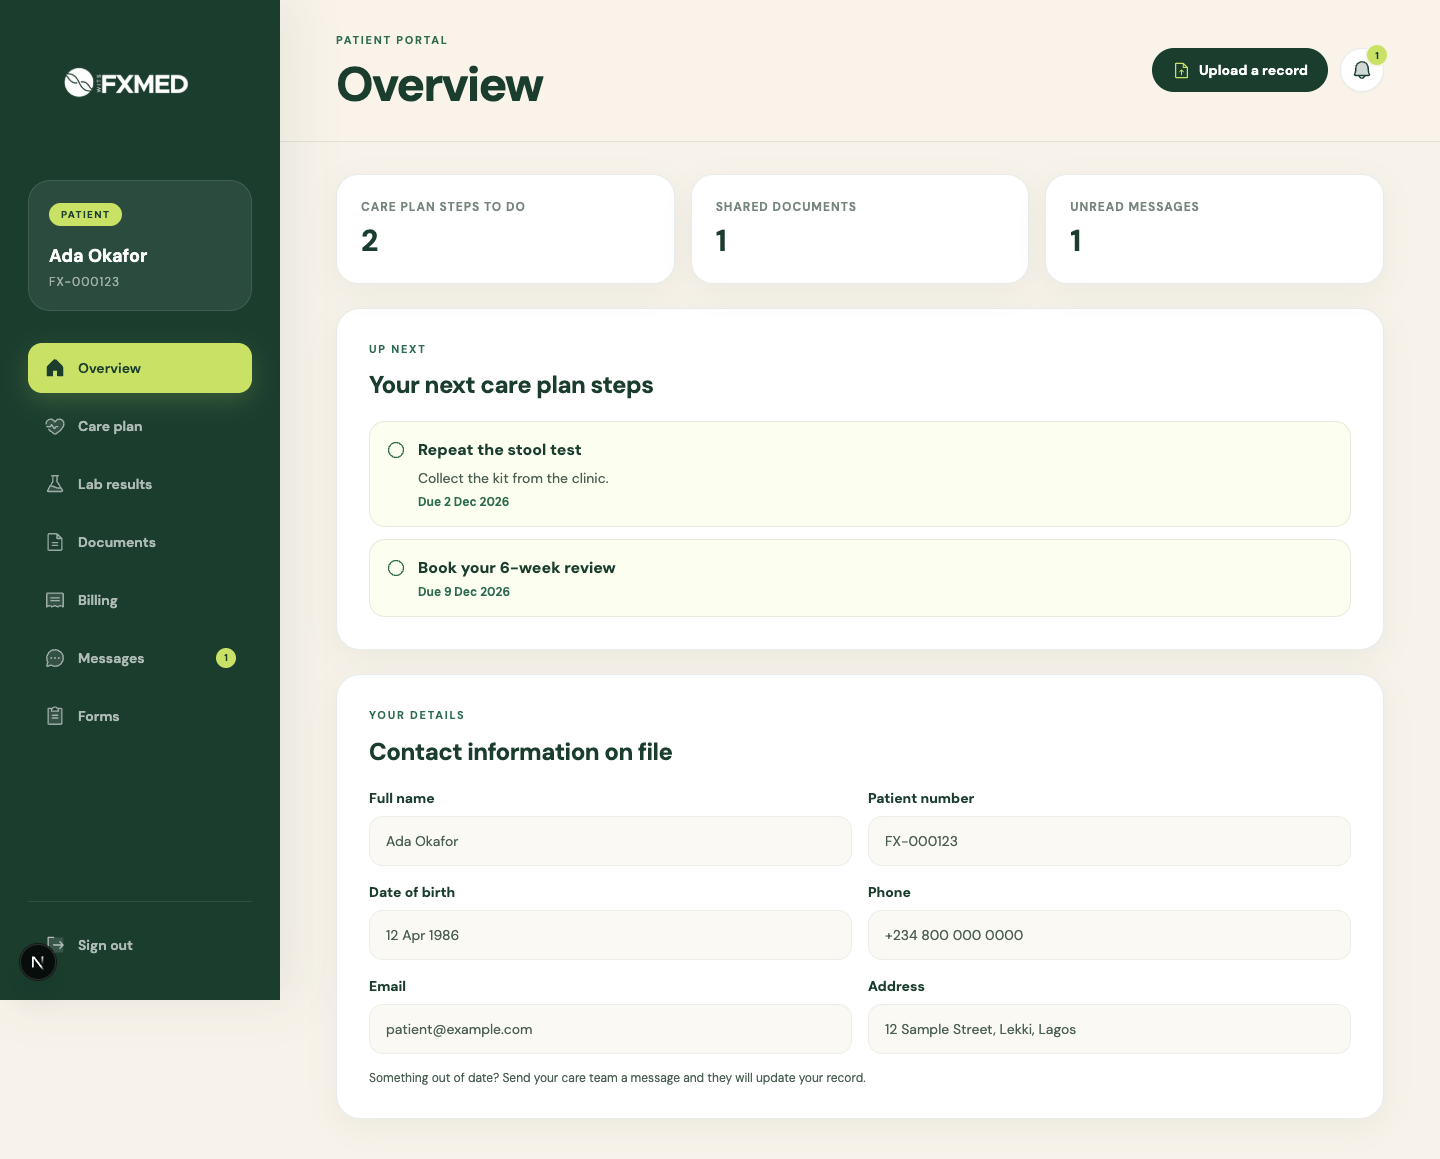 FXMED
PATIENT
Ada Okafor
FX-000123
Overview
Care plan
Lab results
Documents
Billing
Messages
1
Forms
Sign out
N
PATIENT PORTAL
Overview
Upload a record
1
CARE PLAN STEPS TO DO
2
SHARED DOCUMENTS
1
UNREAD MESSAGES
1
UP NEXT
Your next care plan steps
Repeat the stool test
Collect the kit from the clinic.
Due 2 Dec 2026
Book your 6-week review
Due 9 Dec 2026
YOUR DETAILS
Contact information on file
Full name
Ada Okafor
Patient number
FX-000123
Date of birth
12 Apr 1986
Phone
+234 800 000 0000
Email
patient@example.com
Address
12 Sample Street, Lekki, Lagos
Something out of date? Send your care team a message and they will update your record.